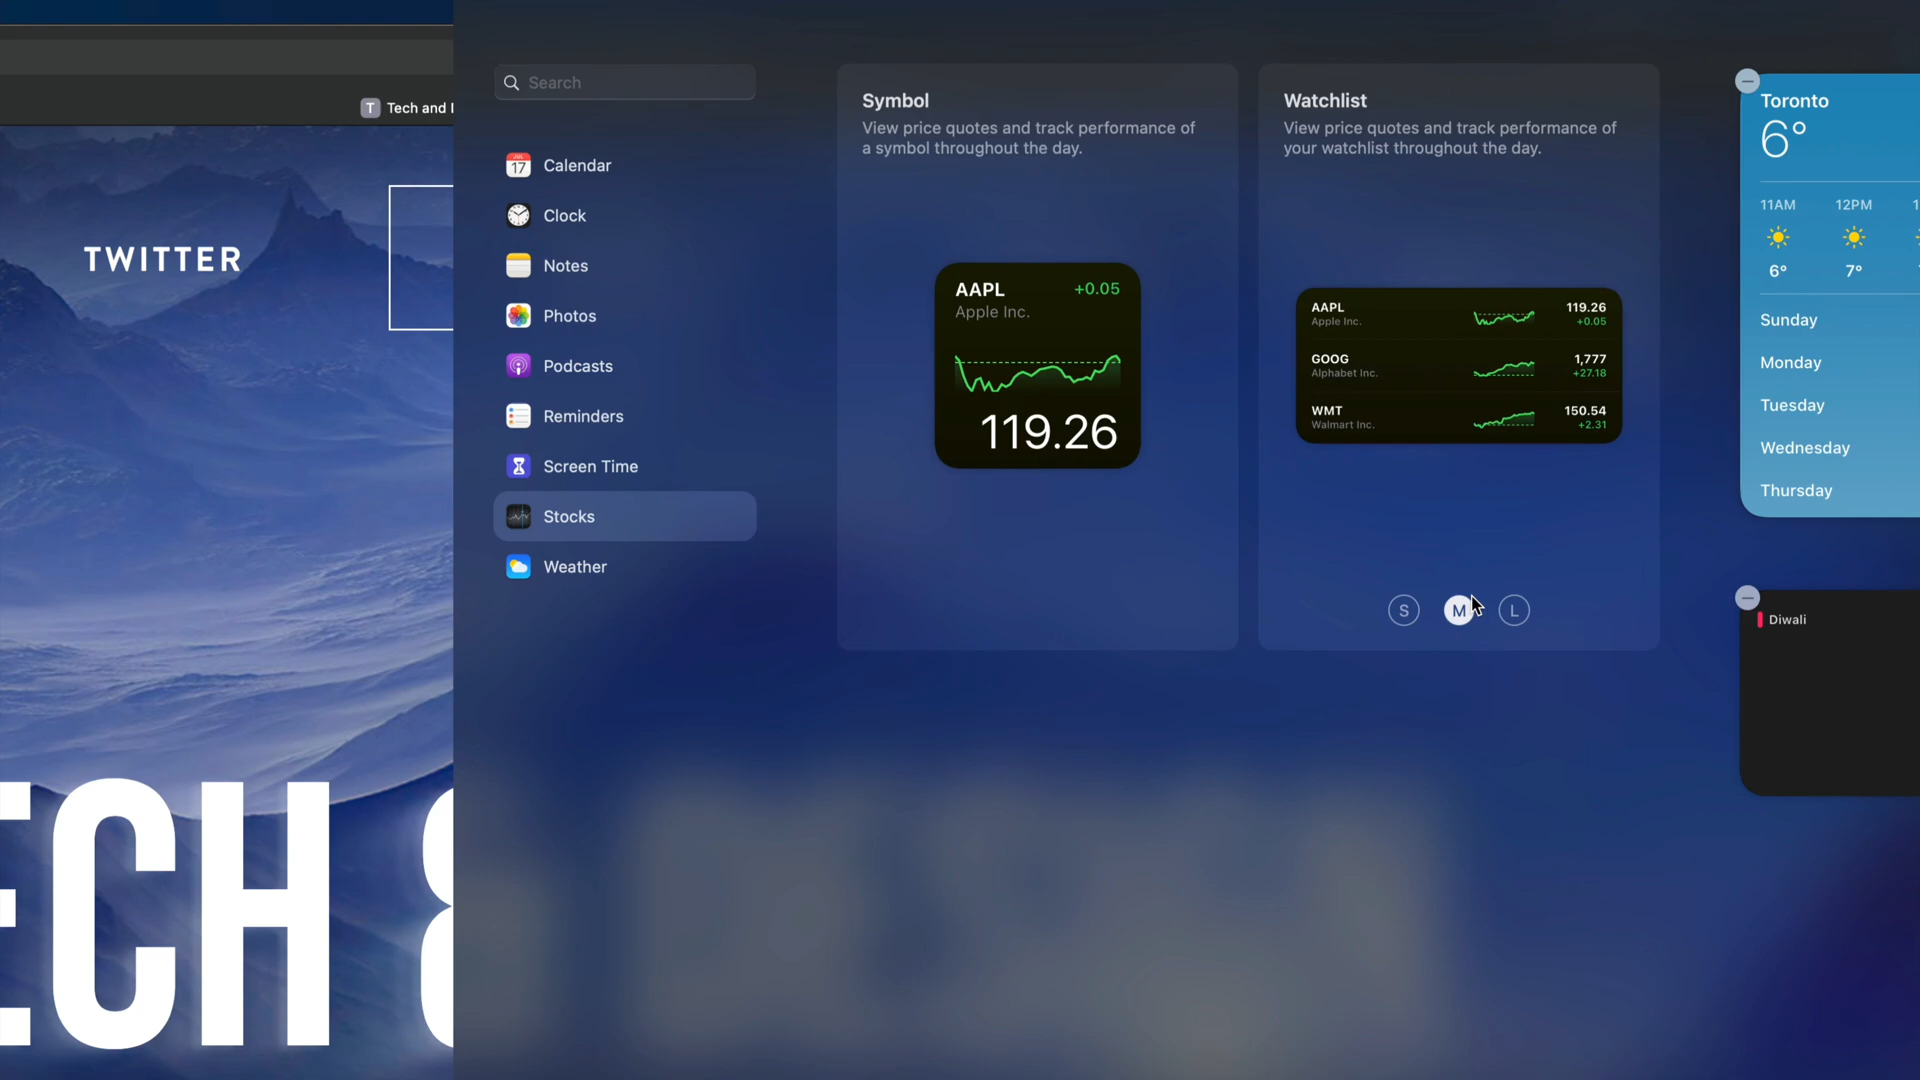 T Tech and
TWITTER
ECH &
Search
JUL
17
Calendar
Clock
Notes
Photos
Podcasts
Reminders
Screen Time
Stocks
Weather
Symbol
View price quotes and track performance of
a symbol throughout the day.
AAPL +0.05
Apple Inc.
119.26
Watchlist
View price quotes and track performance of
your watchlist throughout the day.
AAPL 119.26
Apple Inc. +0.05
GOOG 1,777
Alphabet Inc. +27.18
WMT 150.54
Walmart Inc. +2.31
S M L
Toronto
6°
11AM 12PM 1
6° 7°
Sunday
Monday
Tuesday
Wednesday
Thursday
Diwali